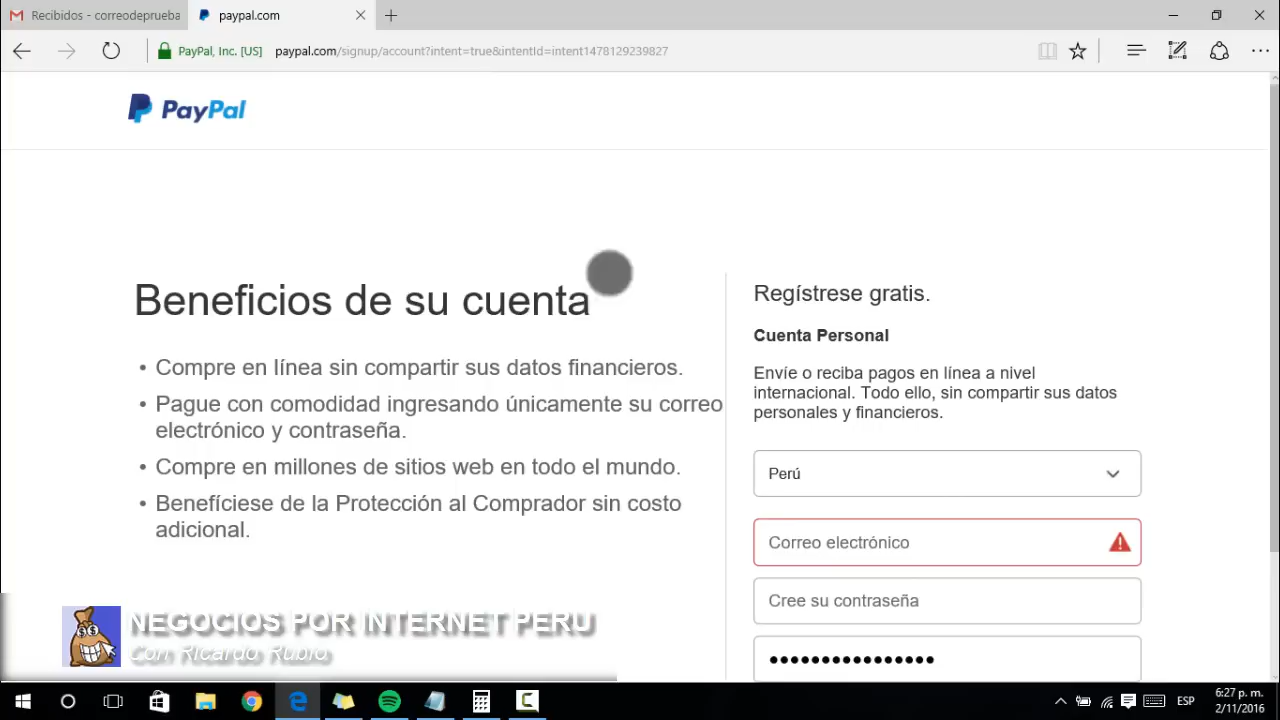 Recibidos - correodeprueba
paypal.com
PayPal, Inc. [US]
paypal.com/signup/account?intent=true&intentId=intent1478129239827
PayPal
Beneficios de su cuenta
• Compre en línea sin compartir sus datos financieros.
• Pague con comodidad ingresando únicamente su correo
electrónico y contraseña.
• Compre en millones de sitios web en todo el mundo.
• Benefíciese de la Protección al Comprador sin costo
adicional.
Regístrese gratis.
Cuenta Personal
Envíe o reciba pagos en línea a nivel
internacional. Todo ello, sin compartir sus datos
personales y financieros.
Perú
Correo electrónico
Cree su contraseña
••••••••••••••••
NEGOCIOS POR INTERNET PERU
Con Ricardo Rubio
ESP
6:27 p. m.
2/11/2016